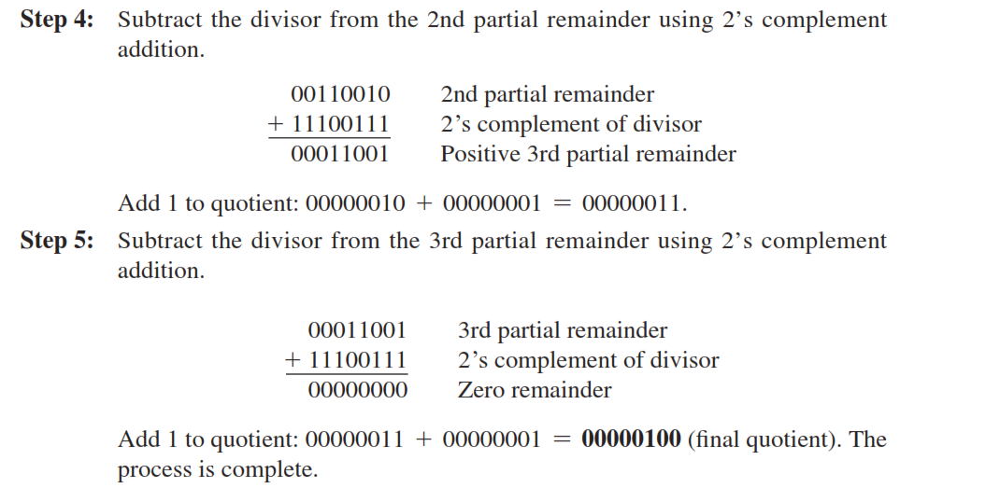 Step 4: Subtract the divisor from the 2nd partial remainder using 2’s complement
addition.
00110010 2nd partial remainder
+ 11100111 2’s complement of divisor
00011001 Positive 3rd partial remainder
Add 1 to quotient: 00000010 + 00000001 = 00000011.
Step 5: Subtract the divisor from the 3rd partial remainder using 2’s complement
addition.
00011001 3rd partial remainder
+ 11100111 2’s complement of divisor
00000000 Zero remainder
Add 1 to quotient: 00000011 + 00000001 = 00000100 (final quotient). The
process is complete.